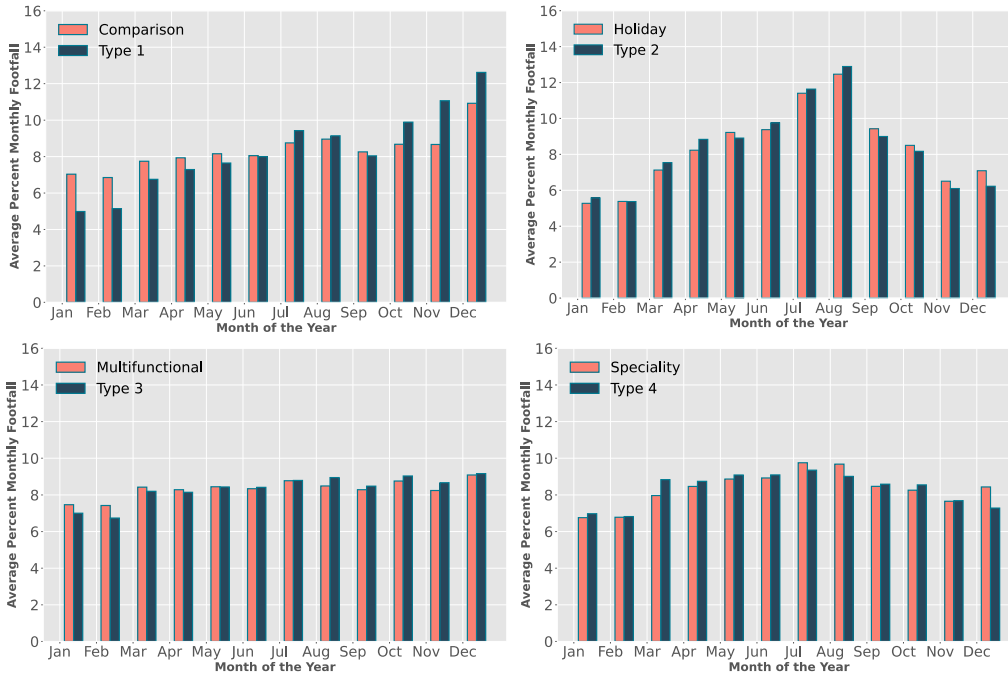 Average Percent Monthly Footfall
16
14
12
10
8
6
4
2
0
Comparison
Type 1
Jan Feb Mar Apr May Jun Jul Aug Sep Oct Nov Dec
Month of the Year
Average Percent Monthly Footfall
16
14
12
10
8
6
4
2
0
Holiday
Type 2
Jan Feb Mar Apr May Jun Jul Aug Sep Oct Nov Dec
Month of the Year
Average Percent Monthly Footfall
16
14
12
10
8
6
4
2
0
Multifunctional
Type 3
Jan Feb Mar Apr May Jun Jul Aug Sep Oct Nov Dec
Month of the Year
Average Percent Monthly Footfall
16
14
12
10
8
6
4
2
0
Speciality
Type 4
Jan Feb Mar Apr May Jun Jul Aug Sep Oct Nov Dec
Month of the Year